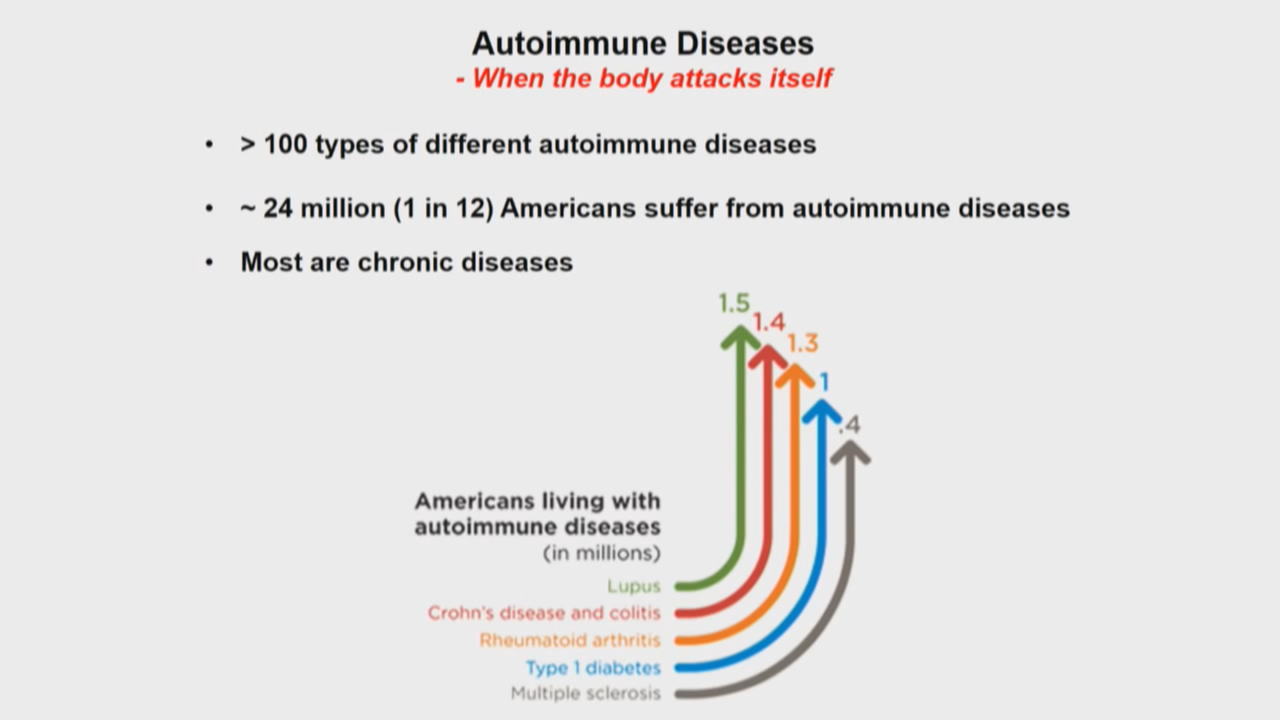 Autoimmune Diseases
- When the body attacks itself
• > 100 types of different autoimmune diseases
• ~ 24 million (1 in 12) Americans suffer from autoimmune diseases
• Most are chronic diseases
1.5
1.4
1.3
1
.4
Americans living with
autoimmune diseases
(in millions)
Lupus
Crohn's disease and colitis
Rheumatoid arthritis
Type 1 diabetes
Multiple sclerosis